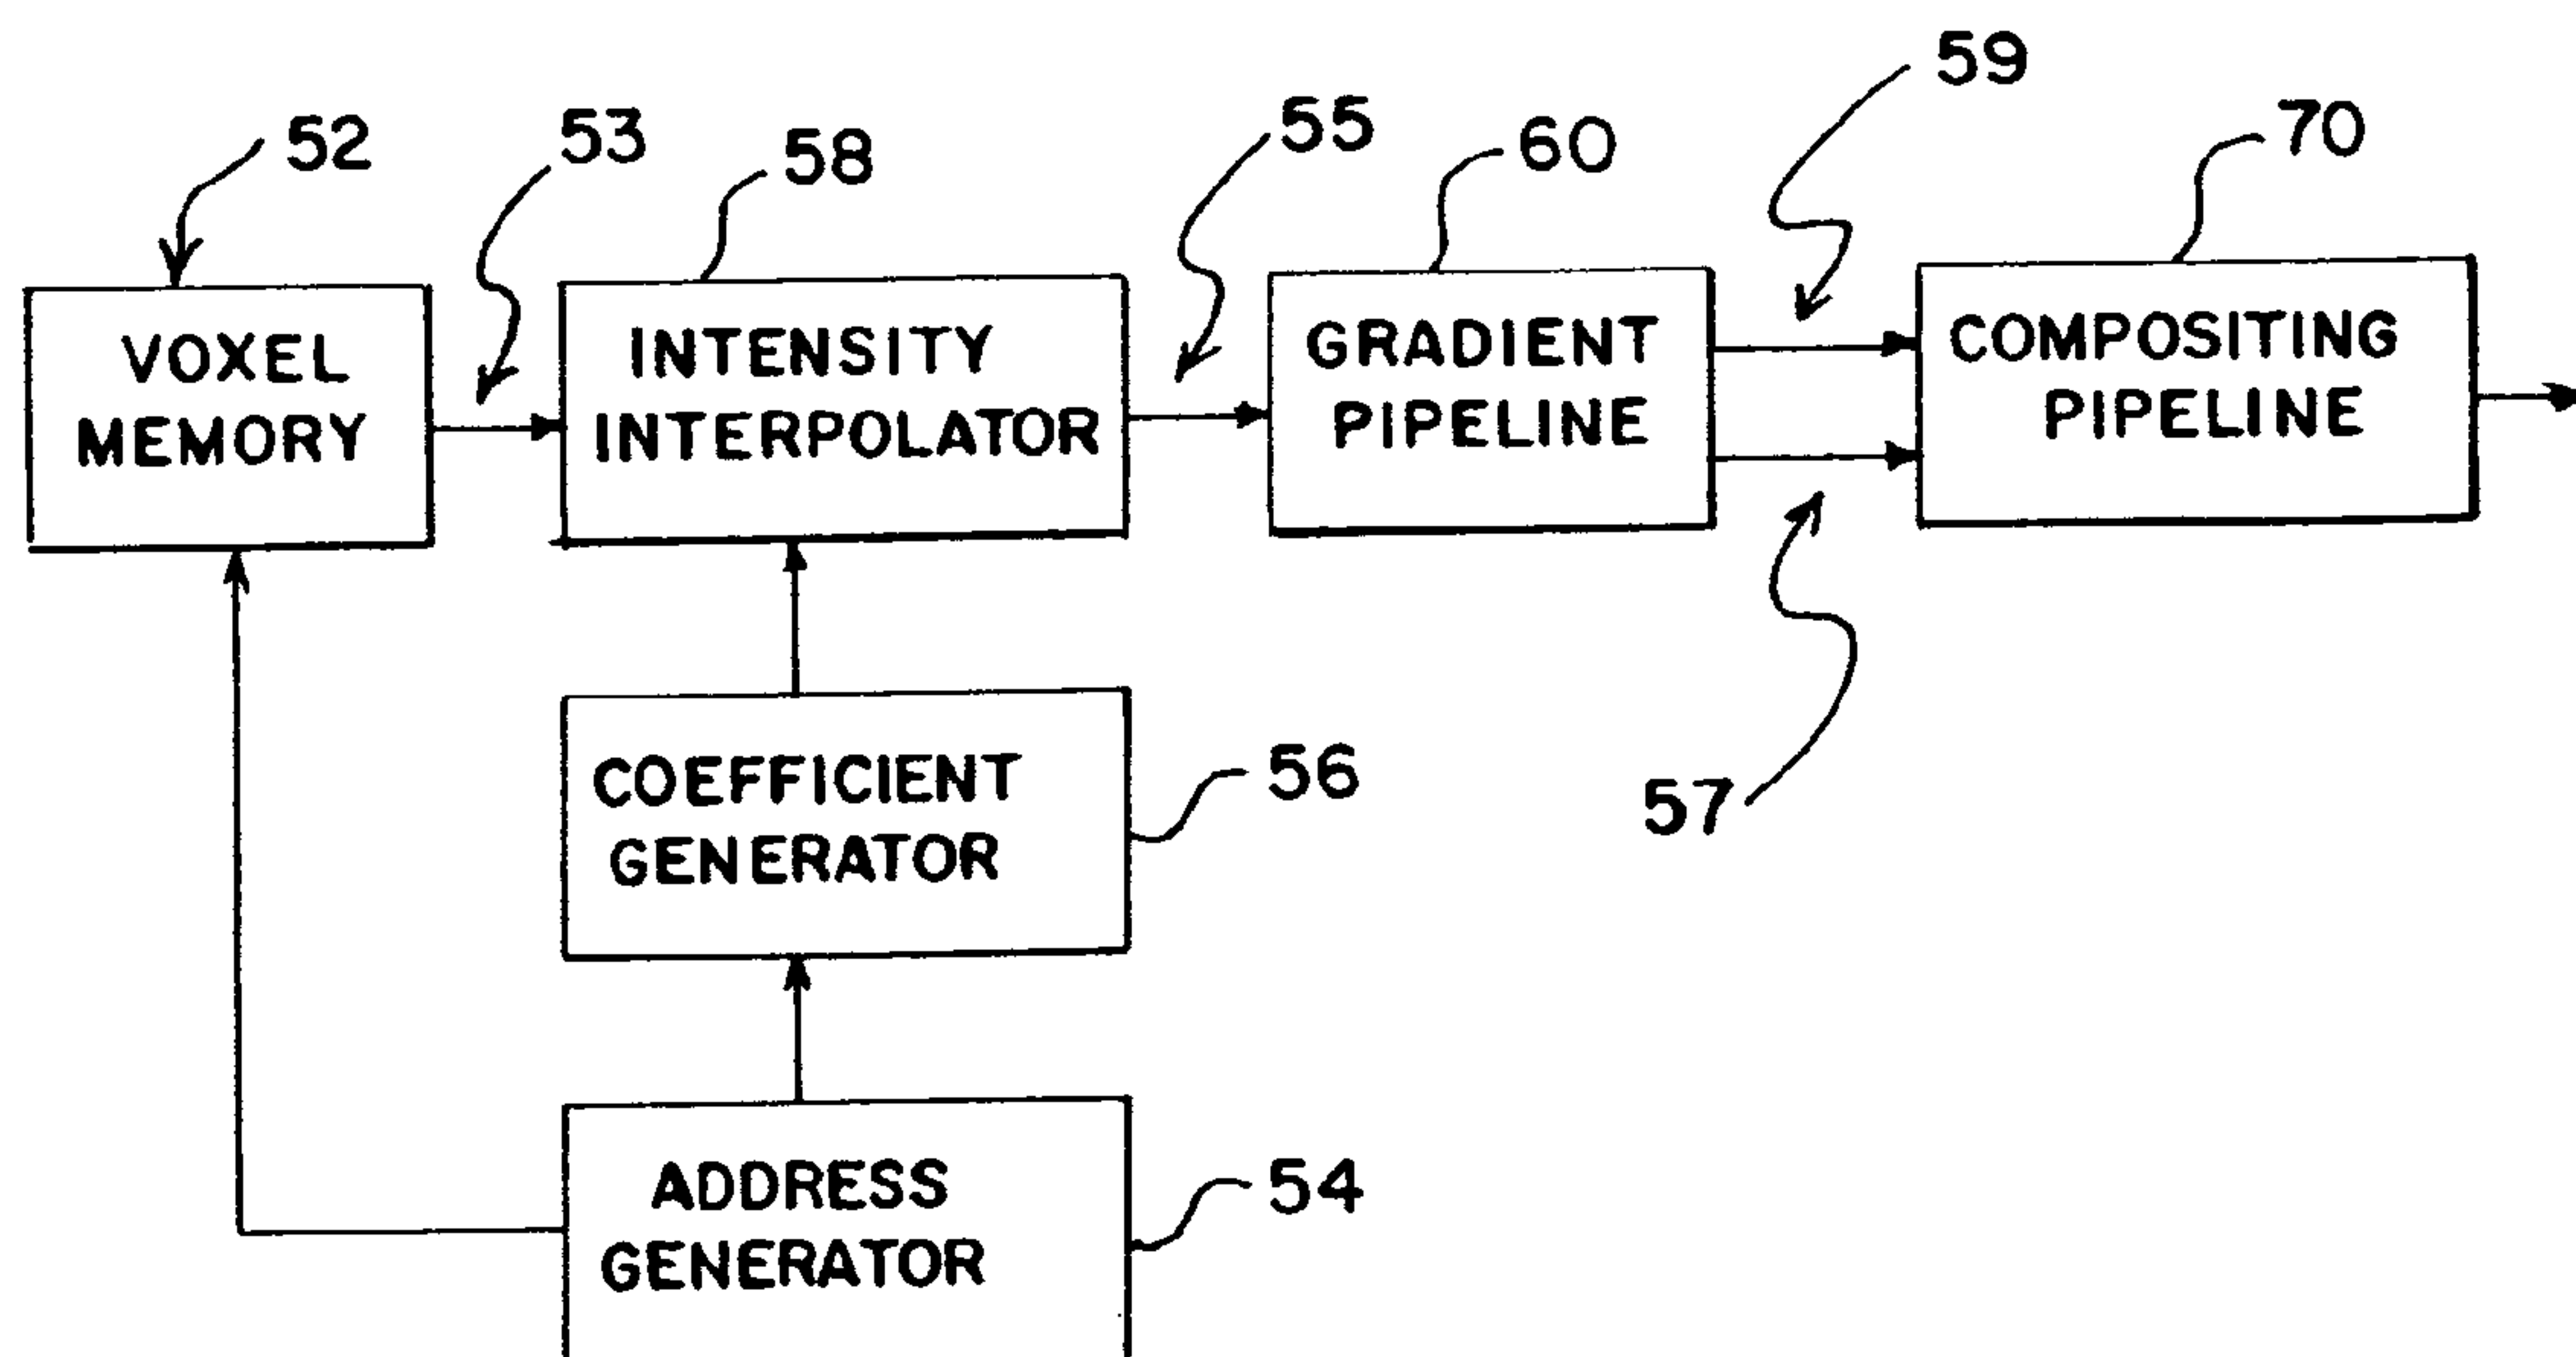 59
70
53
55
60
52
58
VOXEL
MEMORY
INTENSITY
INTERPOLATOR
GRADIENT
PIPELINE
COMPOSITING
PIPELINE
COEFFICIENT
GENERATOR
56
57
ADDRESS
GENERATOR
54